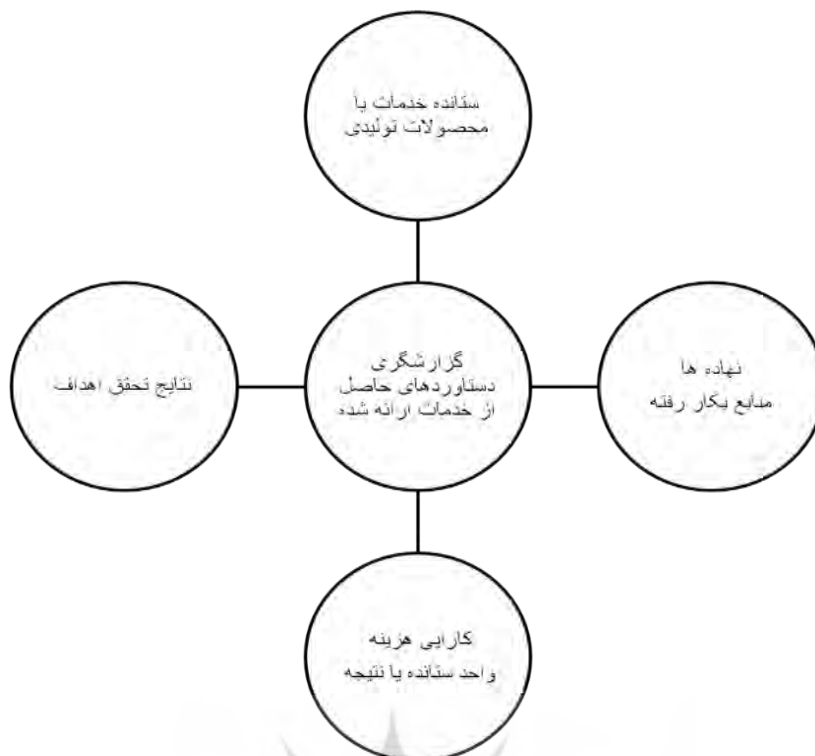 ستانده خدمات یا
محصولات تولیدی
گزارشگری
دستاوردهای حاصل
از خدمات ارائه شده
نهاده ها
منابع بکار رفته
نتایج تحقق اهداف
کارایی هزینه
واحد ستانده یا نتیجه